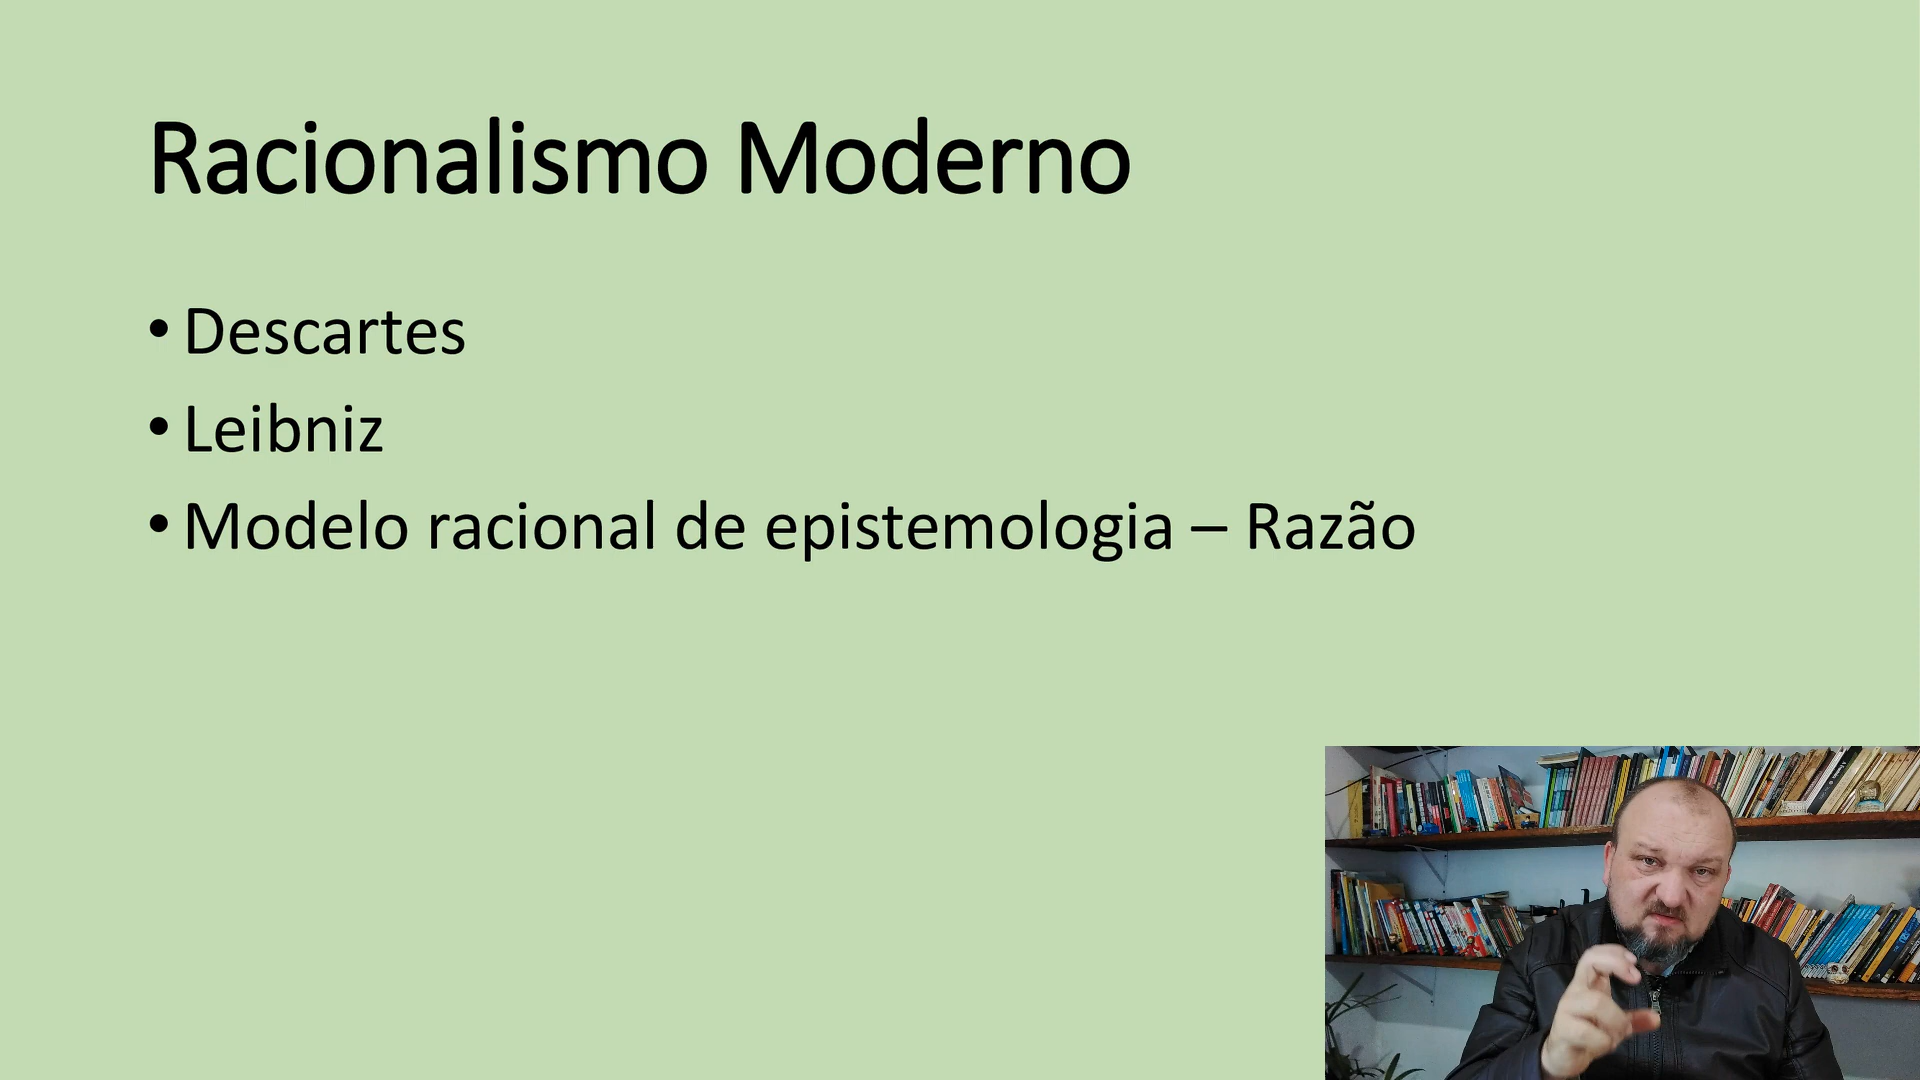 Racionalismo Moderno
• Descartes
• Leibniz
• Modelo racional de epistemologia – Razão